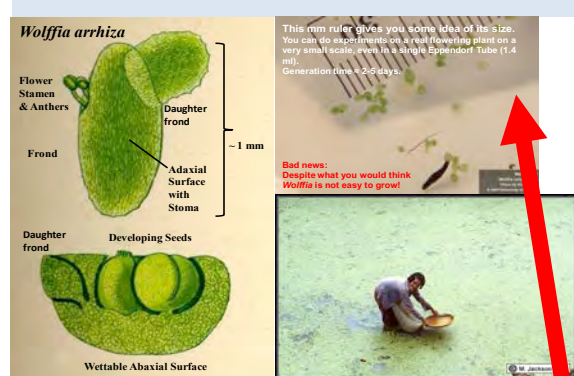 Wolffia arrhiza
Flower
Stamen
& Anthers
Daughter
frond
Frond
~1 mm
Adaxial
Surface
with
Stoma
Daughter
frond
Developing Seeds
Wettable Abaxial Surface
This mm ruler gives you some idea of its size.
You can do experiments on a real flowering plant on a
very small scale, even in a single Eppendorf Tube (1.4
ml).
Generation time = 2-5 days.
Bad news:
Despite what you would think
Wolffia is not easy to grow!
W. Jackson